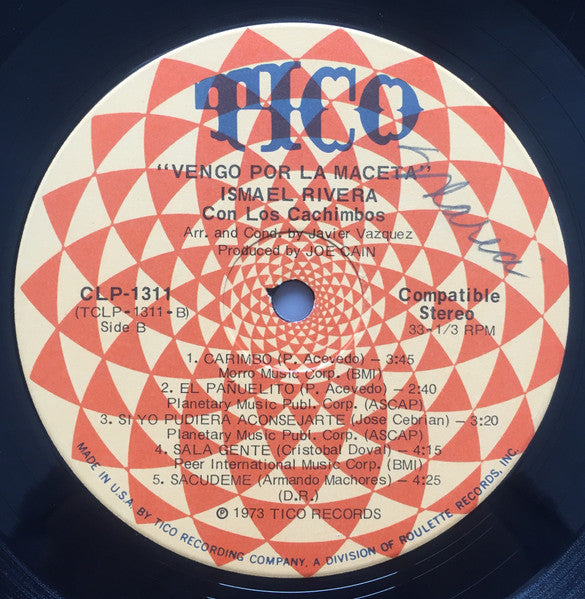 TICO
"VENGO POR LA MACETA"
ISMAEL RIVERA
Con Los Cachimbos
Arr. and Cond. by Javier Vazquez
Produced by JOE CAIN
CLP-1311
(TCLP-1311-B)
Side B
Compatible
Stereo
33-1/3 RPM
1. CARIMBO (P. Acevedo) – 3:45
Morro Music Corp. (BMI)
2. EL PAÑUELITO (P. Acevedo) – 2:40
Planetary Music Publ. Corp. (ASCAP)
3. SI YO PUDIERA ACONSEJARTE (Jose Cebrian) – 3:20
Planetary Music Publ. Corp. (ASCAP)
4. SALA GENTE (Cristobal Doval) – 4:15
Peer International Music Corp. (BMI)
5. SACUDEME (Armando Machores) – 4:25
(D.R.)
℗ 1973 TICO RECORDS
MADE IN U.S.A. BY TICO RECORDING COMPANY, A DIVISION OF ROULETTE RECORDS, INC.